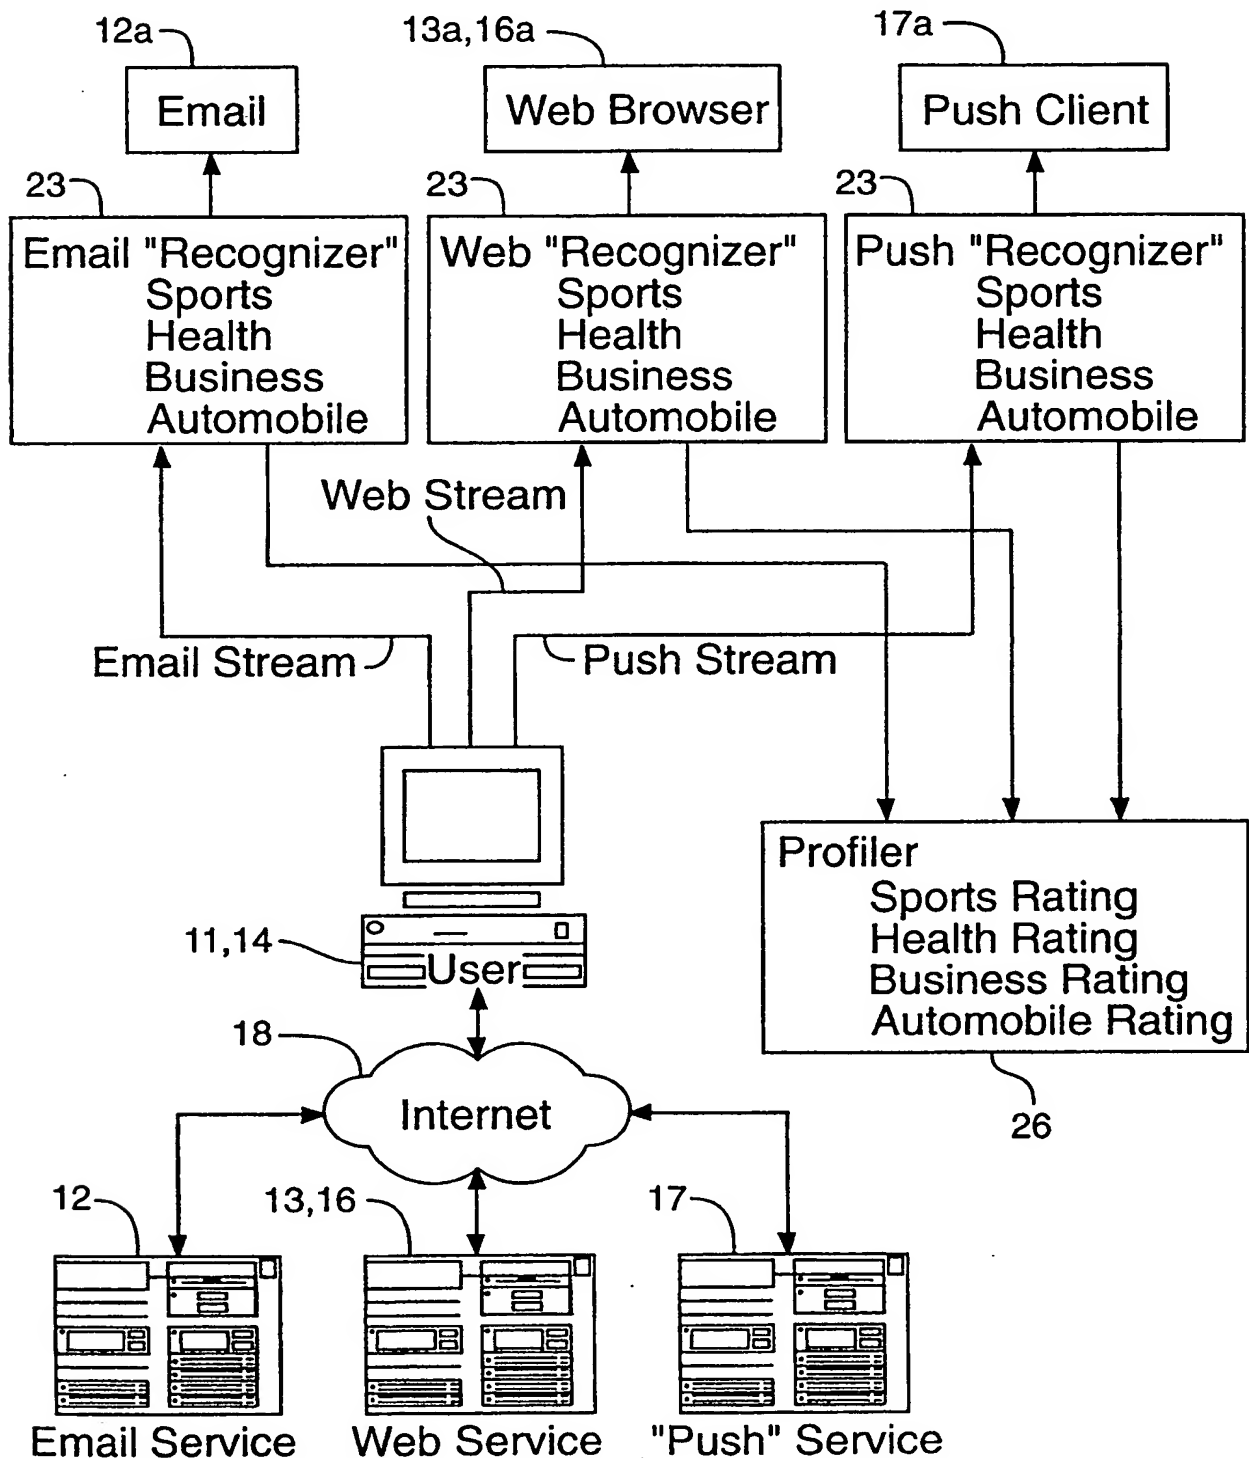 12a
13a,16a
17a
Email
Web Browser
Push Client
23
23
23
Email "Recognizer"
Sports
Health
Business
Automobile
Web "Recognizer"
Sports
Health
Business
Automobile
Push "Recognizer"
Sports
Health
Business
Automobile
Web Stream
Email Stream
Push Stream
Profiler
Sports Rating
Health Rating
Business Rating
Automobile Rating
11,14
User
18
Internet
26
12
13,16
17
Email Service
Web Service
"Push" Service